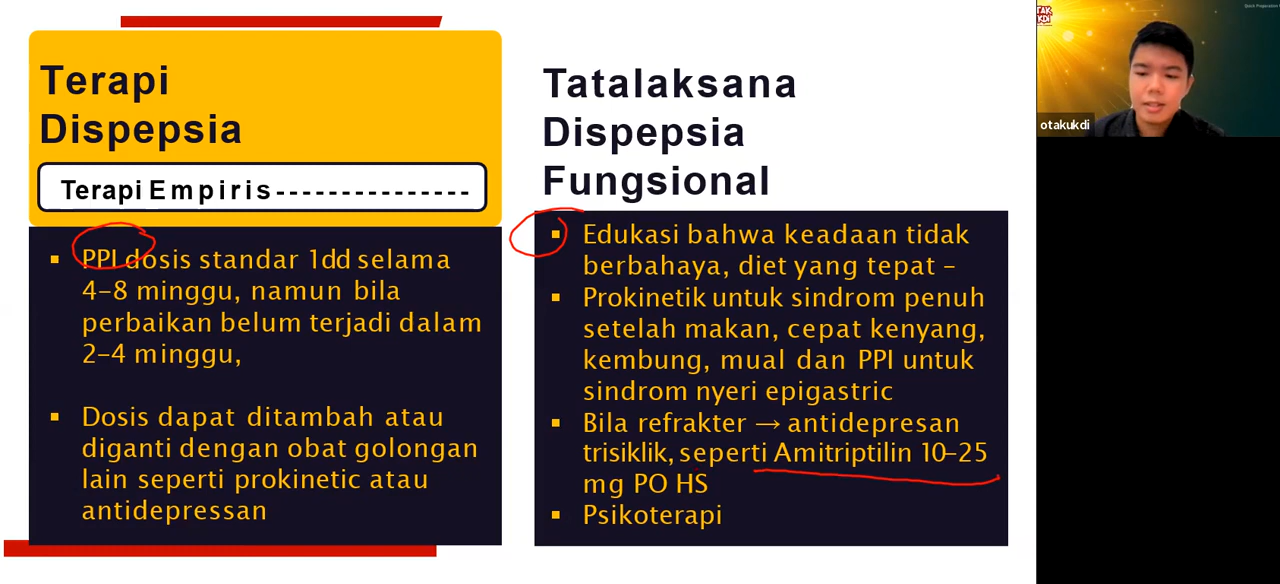 Terapi
Dispepsia
Terapi Empiris---------------
PPI dosis standar 1dd selama
4-8 minggu, namun bila
perbaikan belum terjadi dalam
2-4 minggu,
Dosis dapat ditambah atau
diganti dengan obat golongan
lain seperti prokinetic atau
antidepressan
Tatalaksana
Dispepsia
Fungsional
Edukasi bahwa keadaan tidak
berbahaya, diet yang tepat –
Prokinetik untuk sindrom penuh
setelah makan, cepat kenyang,
kembung, mual dan PPI untuk
sindrom nyeri epigastric
Bila refrakter → antidepresan
trisiklik, seperti Amitriptilin 10-25
mg PO HS
Psikoterapi
otakukdi